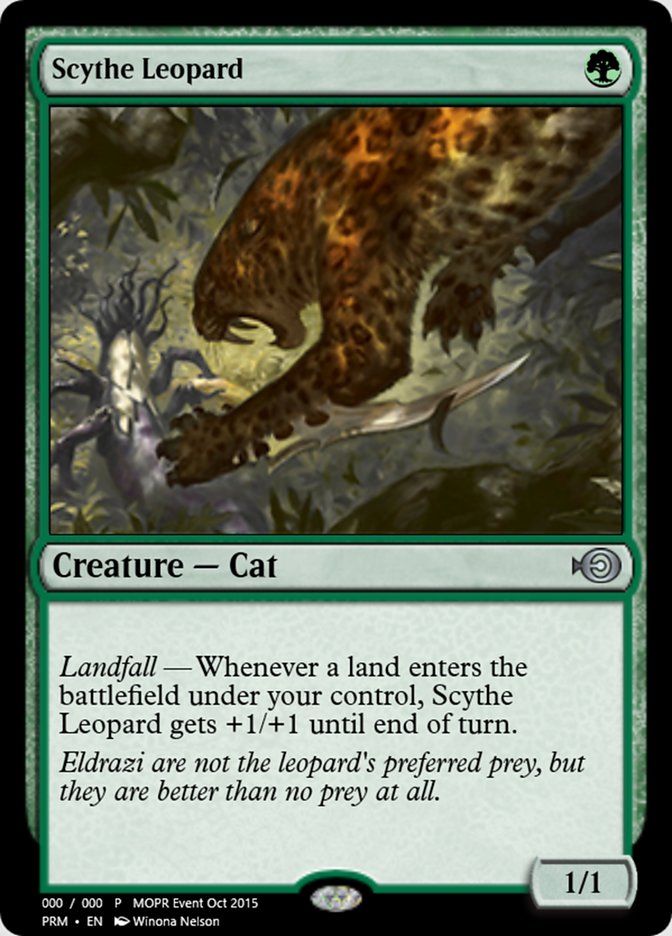 Scythe Leopard
Creature — Cat
Landfall — Whenever a land enters the
battlefield under your control, Scythe
Leopard gets +1/+1 until end of turn.
Eldrazi are not the leopard's preferred prey, but
they are better than no prey at all.
1/1
000 / 000 P MOPR Event Oct 2015
PRM • EN Winona Nelson